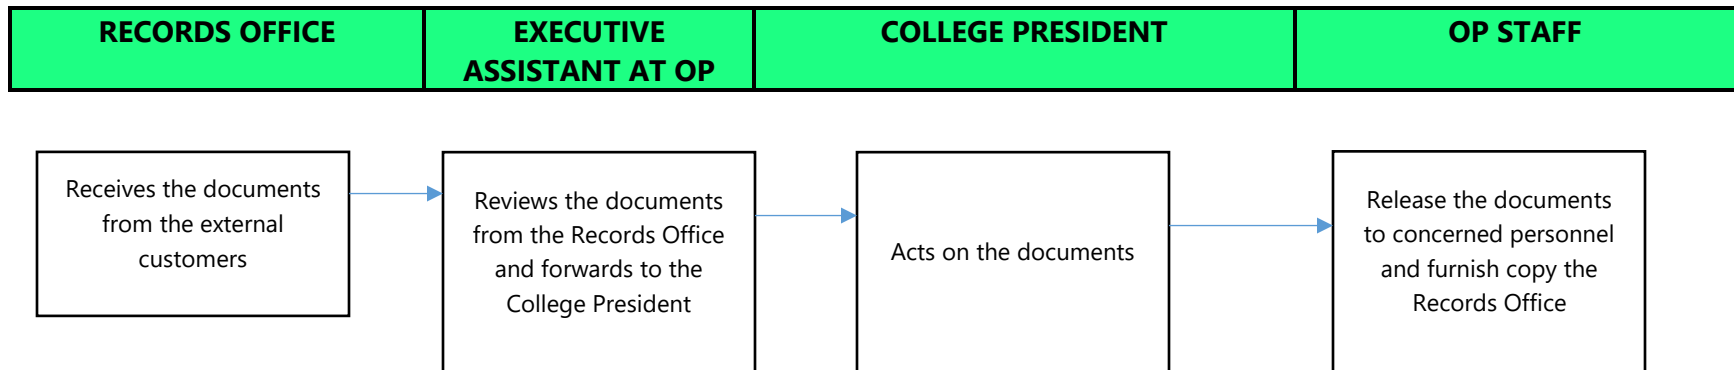 RECORDS OFFICE
EXECUTIVE
ASSISTANT AT OP
COLLEGE PRESIDENT
OP STAFF
Receives the documents
from the external
customers
Reviews the documents
from the Records Office
and forwards to the
College President
Acts on the documents
Release the documents
to concerned personnel
and furnish copy the
Records Office